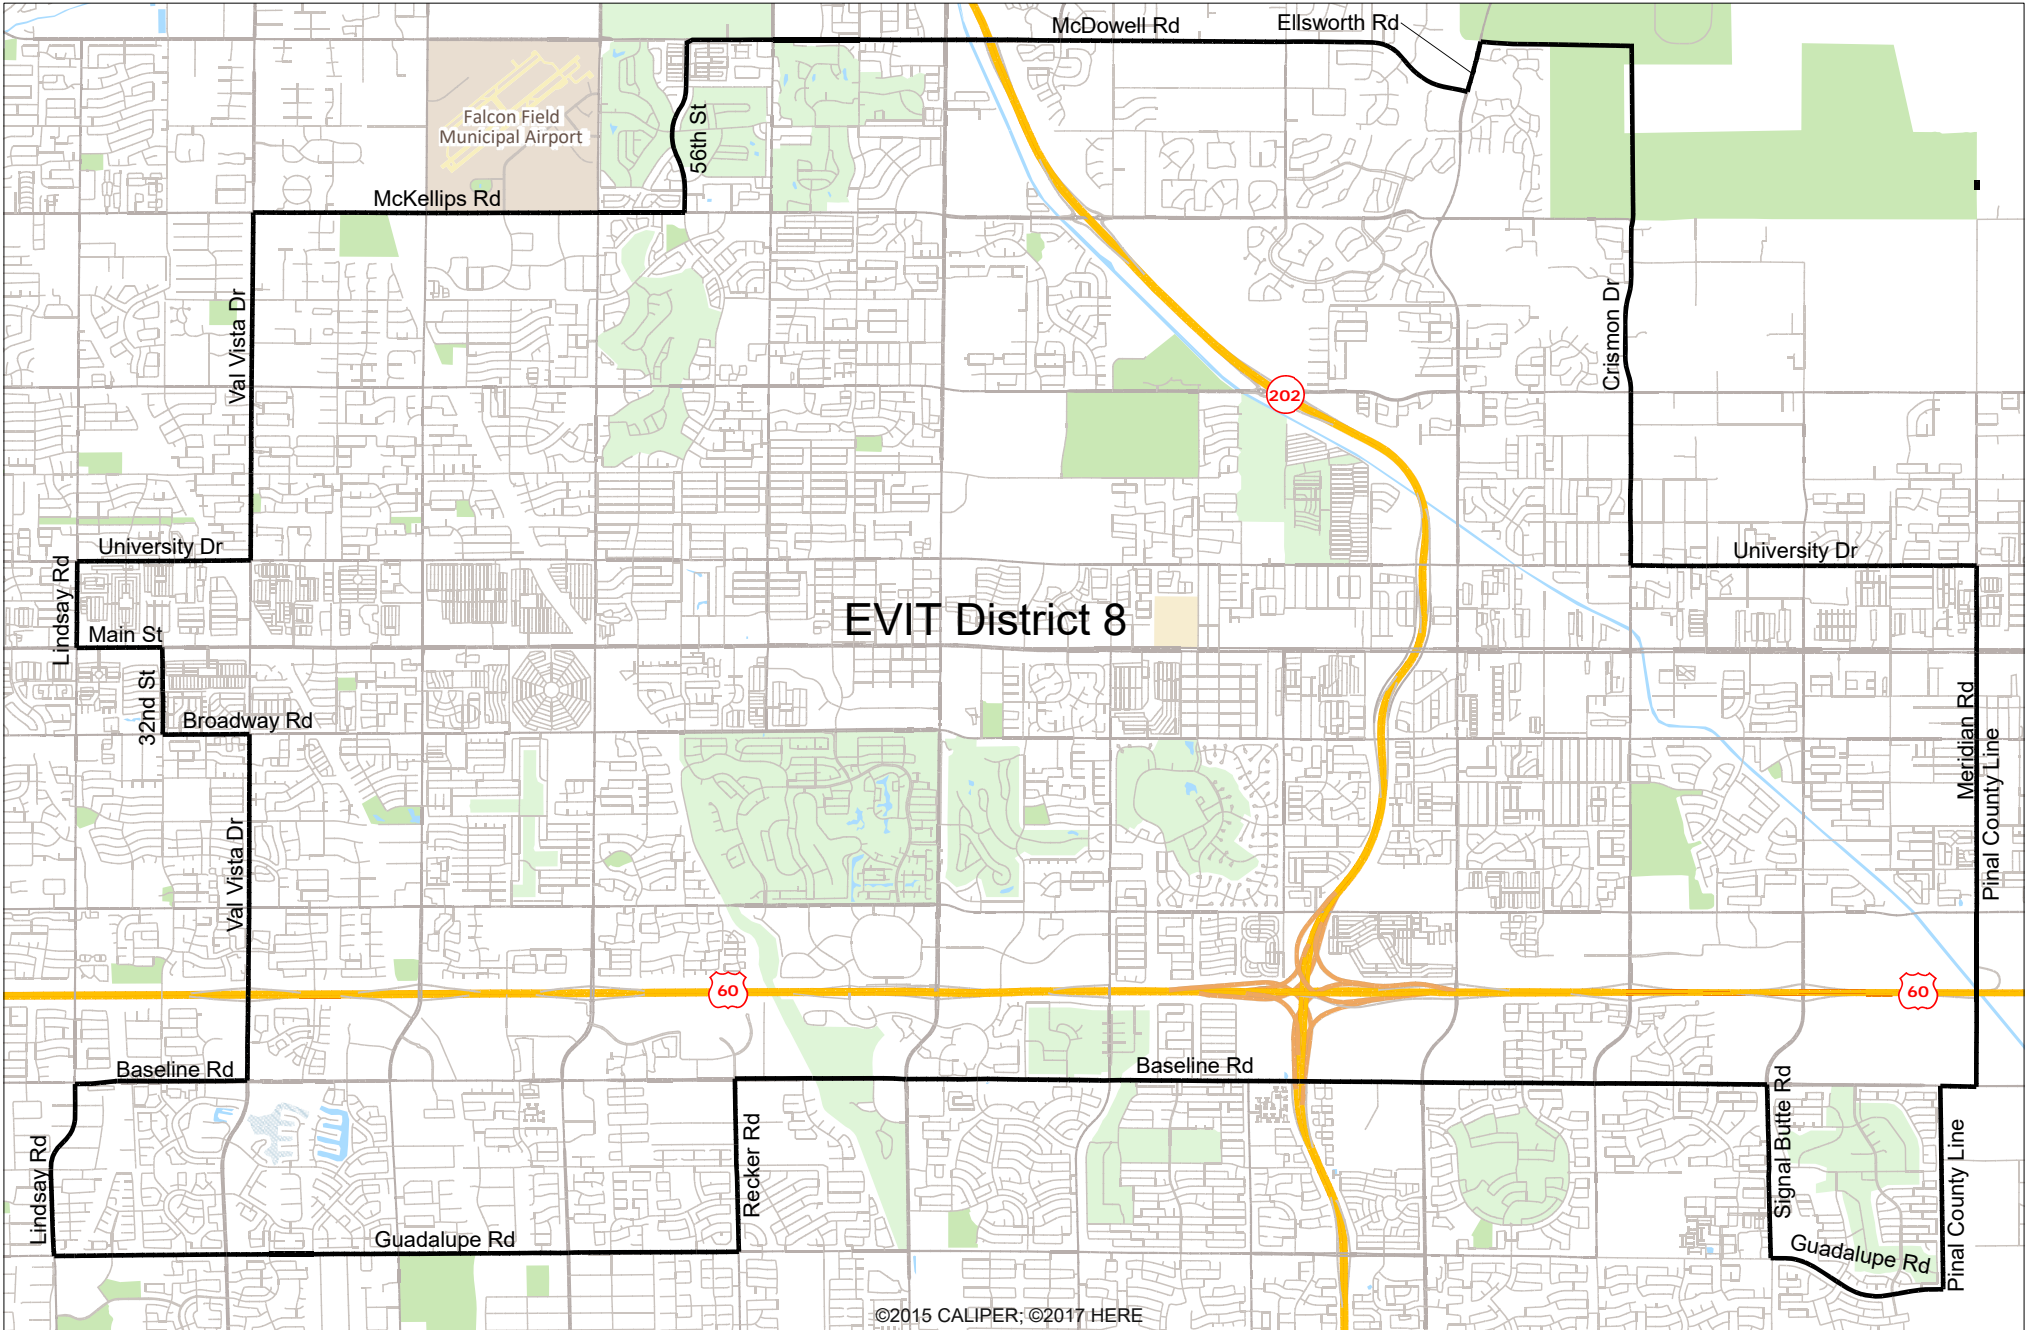 McDowell Rd
Ellsworth Rd
Falcon Field
Municipal Airport
56th St
McKellips Rd
Val Vista Dr
Crismon Dr
202
University Dr
University Dr
Lindsay Rd
EVIT District 8
Main St
32nd St
Broadway Rd
Meridian Rd
Pinal County Line
Val Vista Dr
60
60
Baseline Rd
Baseline Rd
Signal Butte Rd
Recker Rd
Lindsay Rd
Pinal County Line
Guadalupe Rd
Guadalupe Rd
©2015 CALIPER; ©2017 HERE